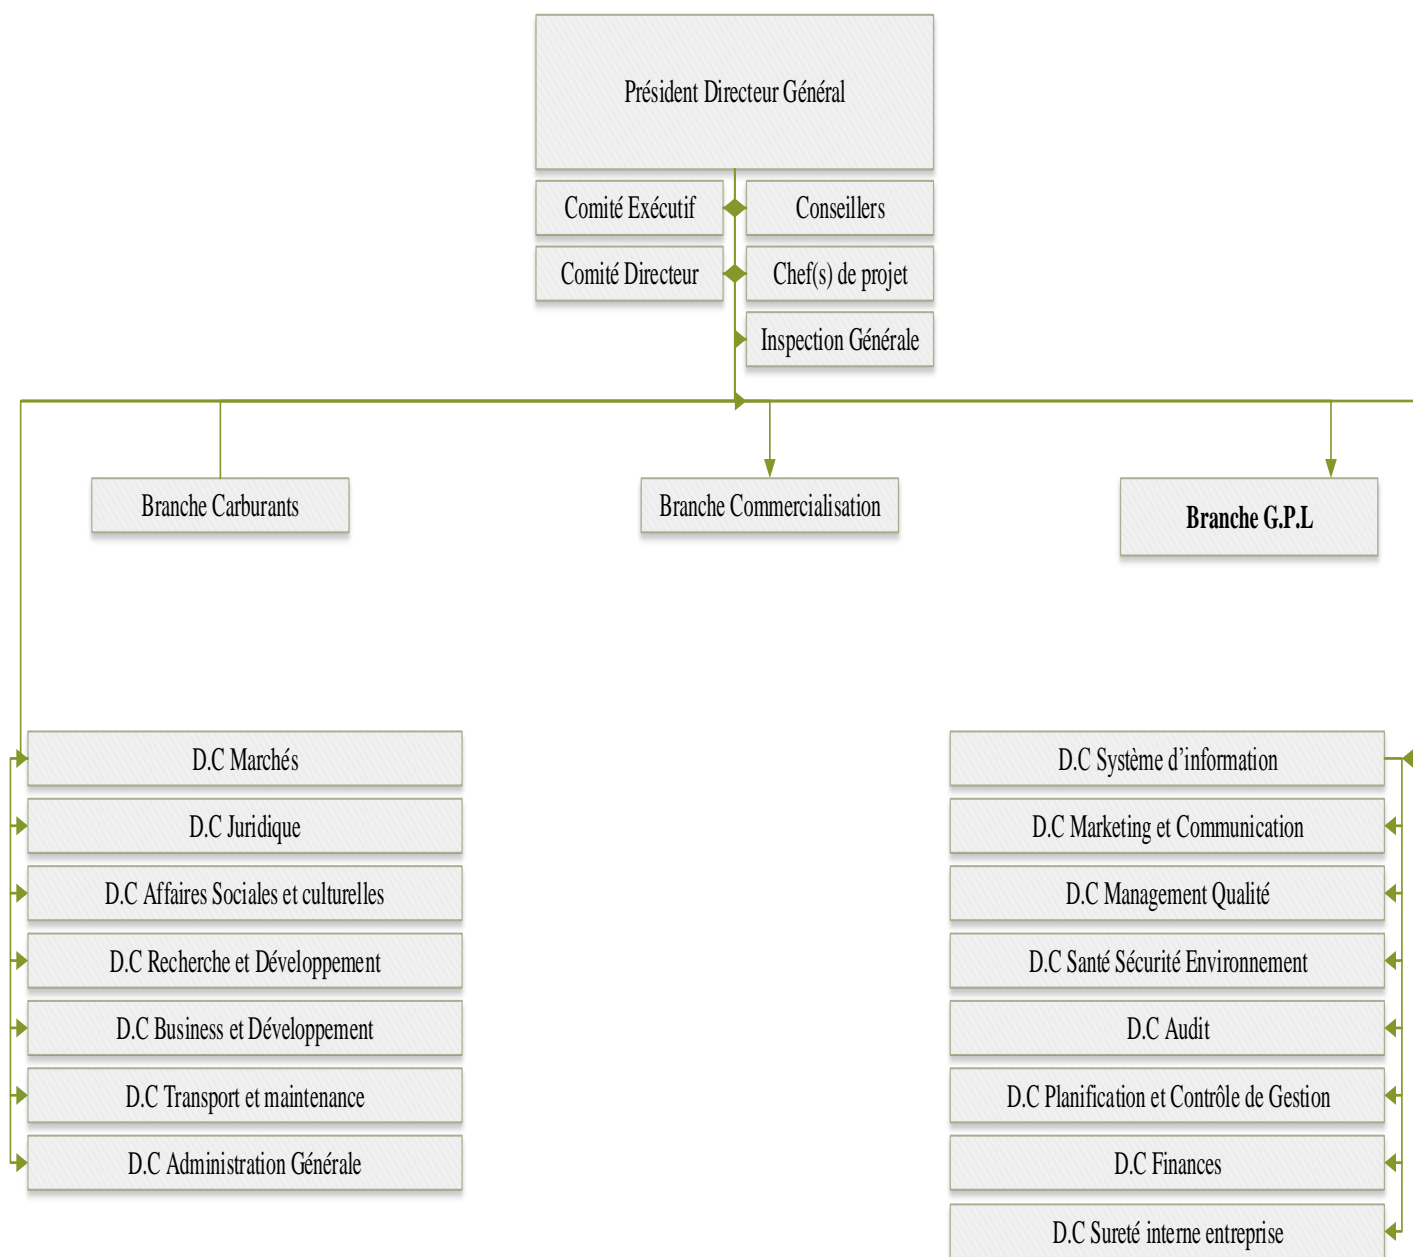 Président Directeur Général
Comité Exécutif
Conseillers
Comité Directeur
Chef(s) de projet
Inspection Générale
Branche Carburants
Branche Commercialisation
Branche G.P.L
D.C Marchés
D.C Juridique
D.C Affaires Sociales et culturelles
D.C Recherche et Développement
D.C Business et Développement
D.C Transport et maintenance
D.C Administration Générale
D.C Système d’information
D.C Marketing et Communication
D.C Management Qualité
D.C Santé Sécurité Environnement
D.C Audit
D.C Planification et Contrôle de Gestion
D.C Finances
D.C Sureté interne entreprise